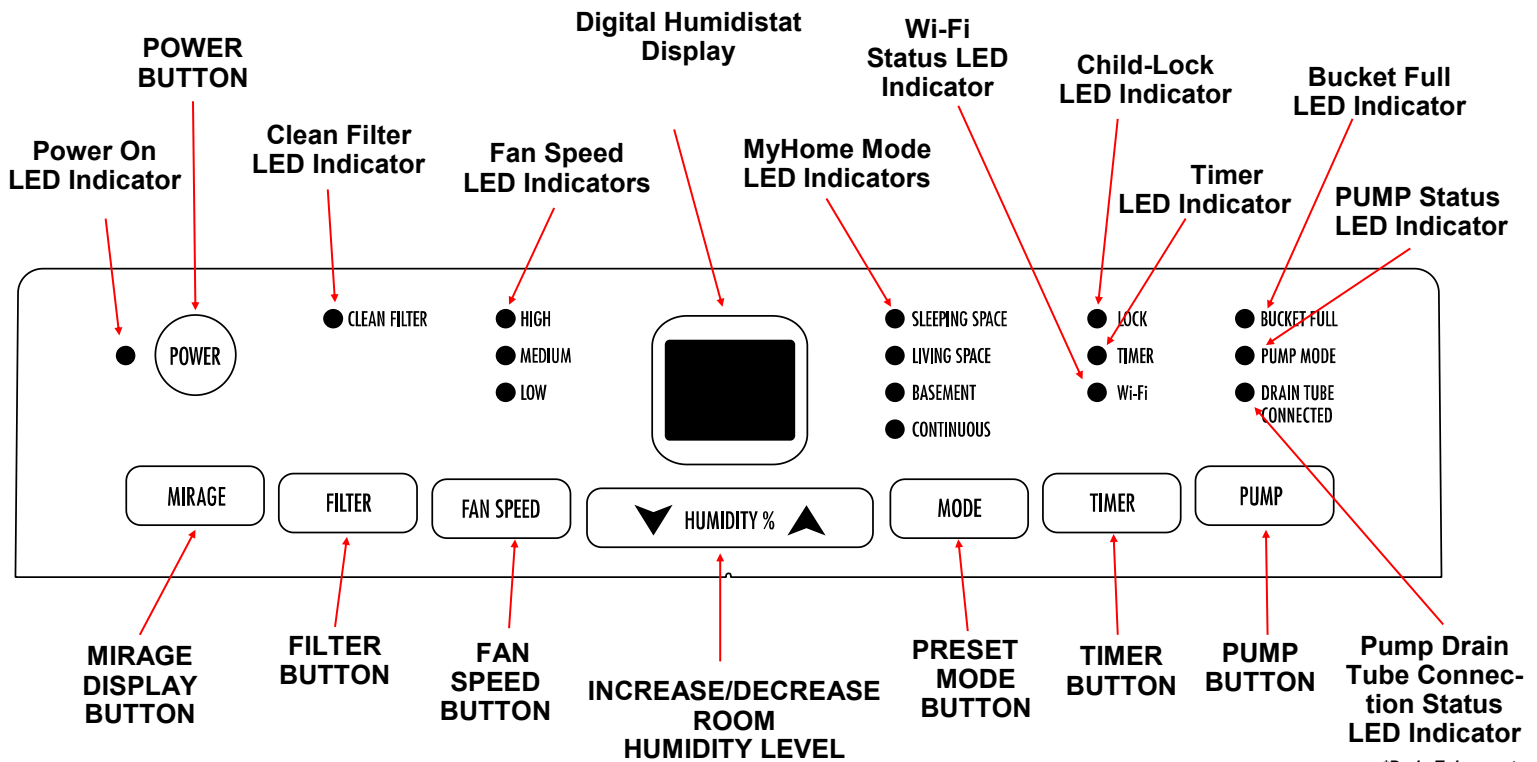 Digital Humidistat
Display
Wi-Fi
Status LED
Indicator
POWER
BUTTON
Child-Lock
LED Indicator
Bucket Full
LED Indicator
Power On
LED Indicator
Clean Filter
LED Indicator
Fan Speed
LED Indicators
MyHome Mode
LED Indicators
Timer
LED Indicator
PUMP Status
LED Indicator
POWER
CLEAN FILTER
HIGH
MEDIUM
LOW
SLEEPING SPACE
LIVING SPACE
BASEMENT
CONTINUOUS
LOCK
TIMER
Wi-Fi
BUCKET FULL
PUMP MODE
DRAIN TUBE
CONNECTED
MIRAGE
FILTER
FAN SPEED
HUMIDITY %
MODE
TIMER
PUMP
MIRAGE
DISPLAY
BUTTON
FILTER
BUTTON
FAN
SPEED
BUTTON
INCREASE/DECREASE
ROOM
HUMIDITY LEVEL
PRESET
MODE
BUTTON
TIMER
BUTTON
PUMP
BUTTON
Pump Drain
Tube Connec-
tion Status
LED Indicator